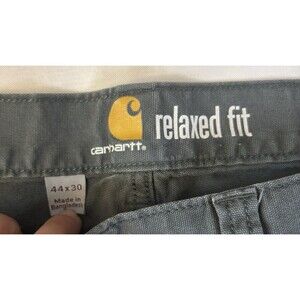 carhartt®
relaxed fit
44x30
Made in
Bangladesh